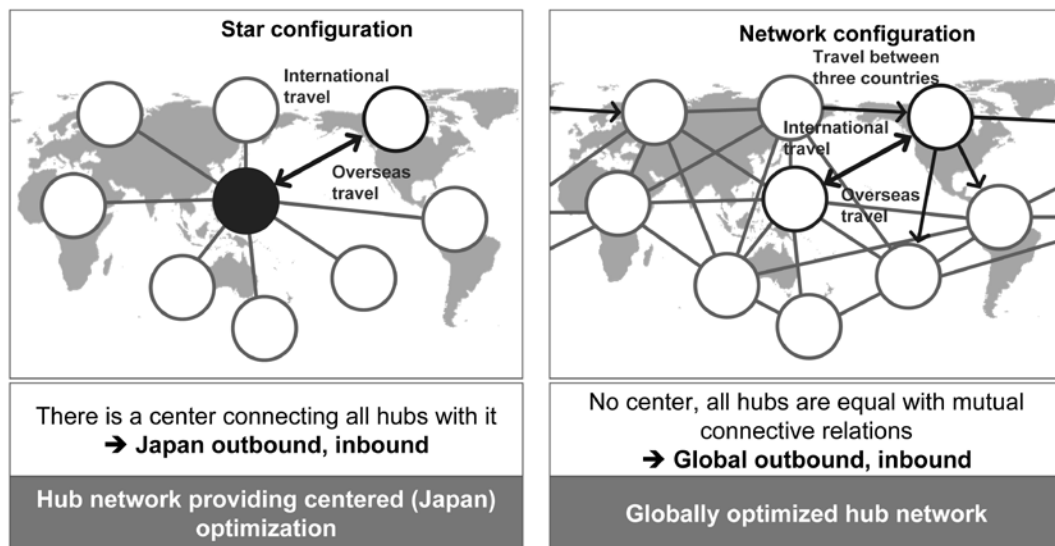 Star configuration
International
travel
Overseas
travel
There is a center connecting all hubs with it
➔ Japan outbound, inbound
Hub network providing centered (Japan)
optimization
Network configuration
Travel between
three countries
International
travel
Overseas
travel
No center, all hubs are equal with mutual
connective relations
➔ Global outbound, inbound
Globally optimized hub network